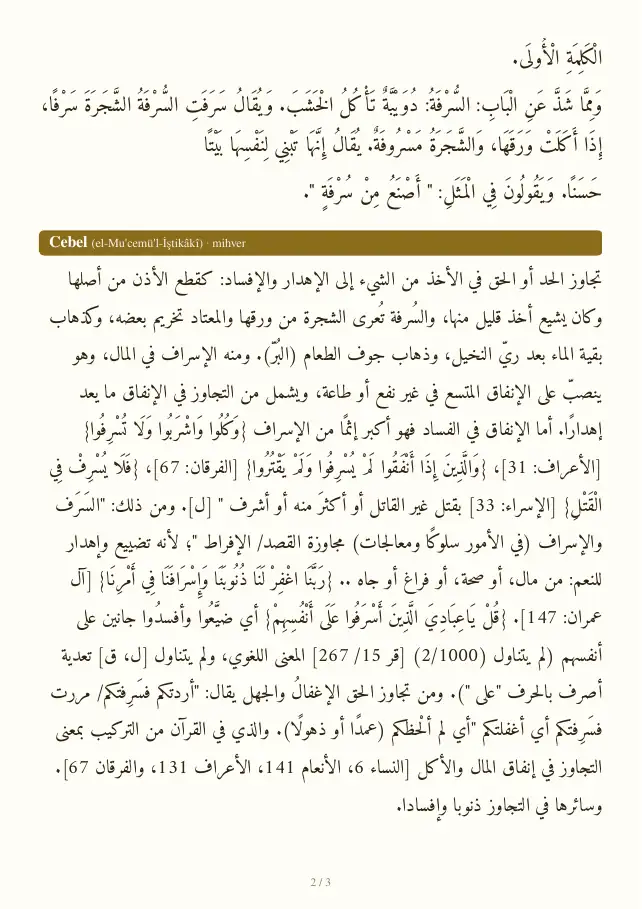 الْكَلِمَةِ الْأُولَى.
وَمِمَّا شَذَّ عَنِ الْبَابِ: السُّرْفَةُ: دُوَيْبَّةٌ تَأْكُلُ الْخَشَبَ. وَيُقَالُ سَرَفَتِ السُّرْفَةُ الشَّجَرَةَ سَرْفًا،
إِذَا أَكَلَتْ وَرَقَهَا، وَالشَّجَرَةُ مَسْرُوفَةٌ. يُقَالُ إِنَّهَا تَبْنِي لِنَفْسِهَا بَيْتًا
حَسَنًا. وَيَقُولُونَ فِي الْمَثَلِ: " أَصْنَعُ مِنْ سُرْفَةٍ ".
Cebel (el-Mu'cemü'l-İştikâkî) · mihver
تجاوز الحد أو الحق في الأخذ من الشيء إلى الإهدار والإفساد: كقطع الأذن من أصلها
وكان يشيع أخذ قليل منها، والسُرفة تُعرى الشجرة من ورقها والمعتاد تخريم بعضه، وكذهاب
بقية الماء بعد ريّ النخيل، وذهاب جوف الطعام (البُرّ). ومنه الإسراف في المال، وهو
ينصبّ على الإنفاق المتسع في غير نفع أو طاعة، ويشمل من التجاوز في الإنفاق ما يعد
إهدارًا. أما الإنفاق في الفساد فهو أكبر إثمًا من الإسراف {وَكُلُوا وَاشْرَبُوا وَلَا تُسْرِفُوا}
[الأعراف: 31]، {وَالَّذِينَ إِذَا أَنْفَقُوا لَمْ يُسْرِفُوا وَلَمْ يَقْتُرُوا} [الفرقان: 67]، {فَلَا يُسْرِفْ فِي
الْقَتْلِ} [الإسراء: 33] بقتل غير القاتل أو أكثرَ منه أو أشرف " [ل]. ومن ذلك: "السَرَف
والإسراف (في الأمور سلوكًا ومعالجات) مجاوزة القصد/ الإفراط "؛ لأنه تضييع وإهدار
للنعم: من مال، أو صحة، أو فراغ أو جاه .. {رَبَّنَا اغْفِرْ لَنَا ذُنُوبَنَا وَإِسْرَافَنَا فِي أَمْرِنَا} [آل
عمران: 147]. {قُلْ يَاعِبَادِيَ الَّذِينَ أَسْرَفُوا عَلَى أَنْفُسِهِمْ} أي ضيَّعُوا وأفسدُوا جانين على
أنفسهم (لم يتناول (2/1000) [قر 15/ 267] المعنى اللغوي، ولم يتناول [ل، ق] تعدية
أصرف بالحرف "على "). ومن تجاوز الحق الإغفالُ والجهل يقال: "أردتكم فسَرِفتكم/ مررت
فسَرِفتكم أي أغفلتكم "أي لم ألْحظكم (عمدًا أو ذهولًا). والذي في القرآن من التركيب بمعنى
التجاوز في إنفاق المال والأكل [النساء 6، الأنعام 141، الأعراف 131، والفرقان 67].
وسائرها في التجاوز ذنوبا وإفسادا.
2 / 3